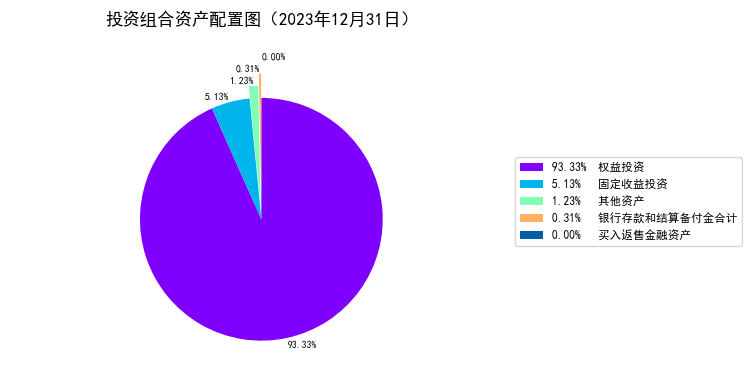 投资组合资产配置图（2023年12月31日）
0.00%
0.31%
1.23%
5.13%
93.33%
93.33% 权益投资
5.13% 固定收益投资
1.23% 其他资产
0.31% 银行存款和结算备付金合计
0.00% 买入返售金融资产